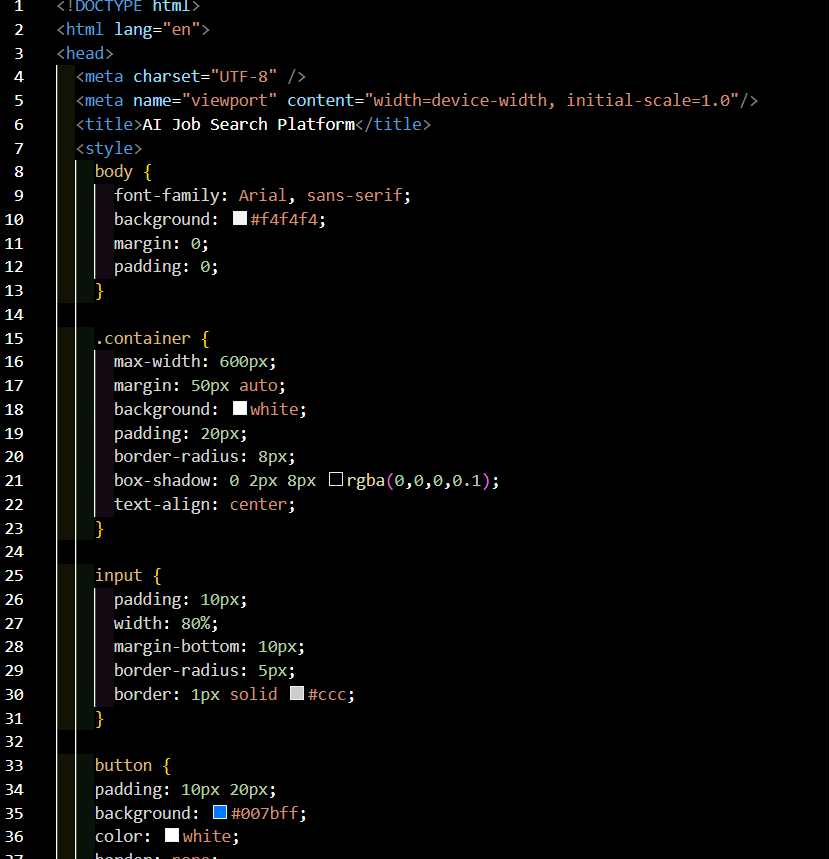 1 <!DOCTYPE html>
2 <html lang="en">
3 <head>
4 <meta charset="UTF-8" />
5 <meta name="viewport" content="width=device-width, initial-scale=1.0"/>
6 <title>AI Job Search Platform</title>
7 <style>
8 body {
9 font-family: Arial, sans-serif;
10 background: #f4f4f4;
11 margin: 0;
12 padding: 0;
13 }
14
15 .container {
16 max-width: 600px;
17 margin: 50px auto;
18 background: white;
19 padding: 20px;
20 border-radius: 8px;
21 box-shadow: 0 2px 8px rgba(0,0,0,0.1);
22 text-align: center;
23 }
24
25 input {
26 padding: 10px;
27 width: 80%;
28 margin-bottom: 10px;
29 border-radius: 5px;
30 border: 1px solid #ccc;
31 }
32
33 button {
34 padding: 10px 20px;
35 background: #007bff;
36 color: white;
37 border: none;